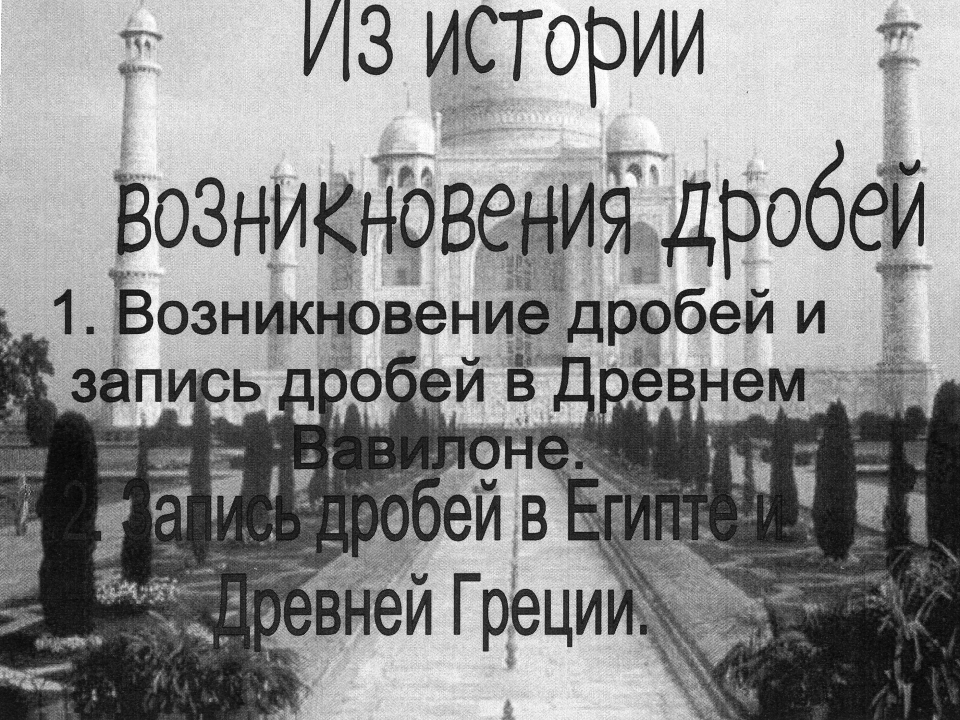 Из истории
возникновения дробей
1. Возникновение дробей и
запись дробей в Древнем
Вавилоне.
2. Запись дробей в Египте и
Древней Греции.